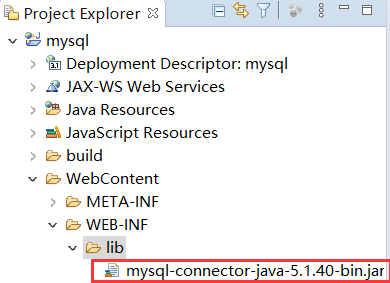 Project Explorer
mysql
Deployment Descriptor: mysql
JAX-WS Web Services
Java Resources
JavaScript Resources
build
WebContent
META-INF
WEB-INF
lib
mysql-connector-java-5.1.40-bin.jar